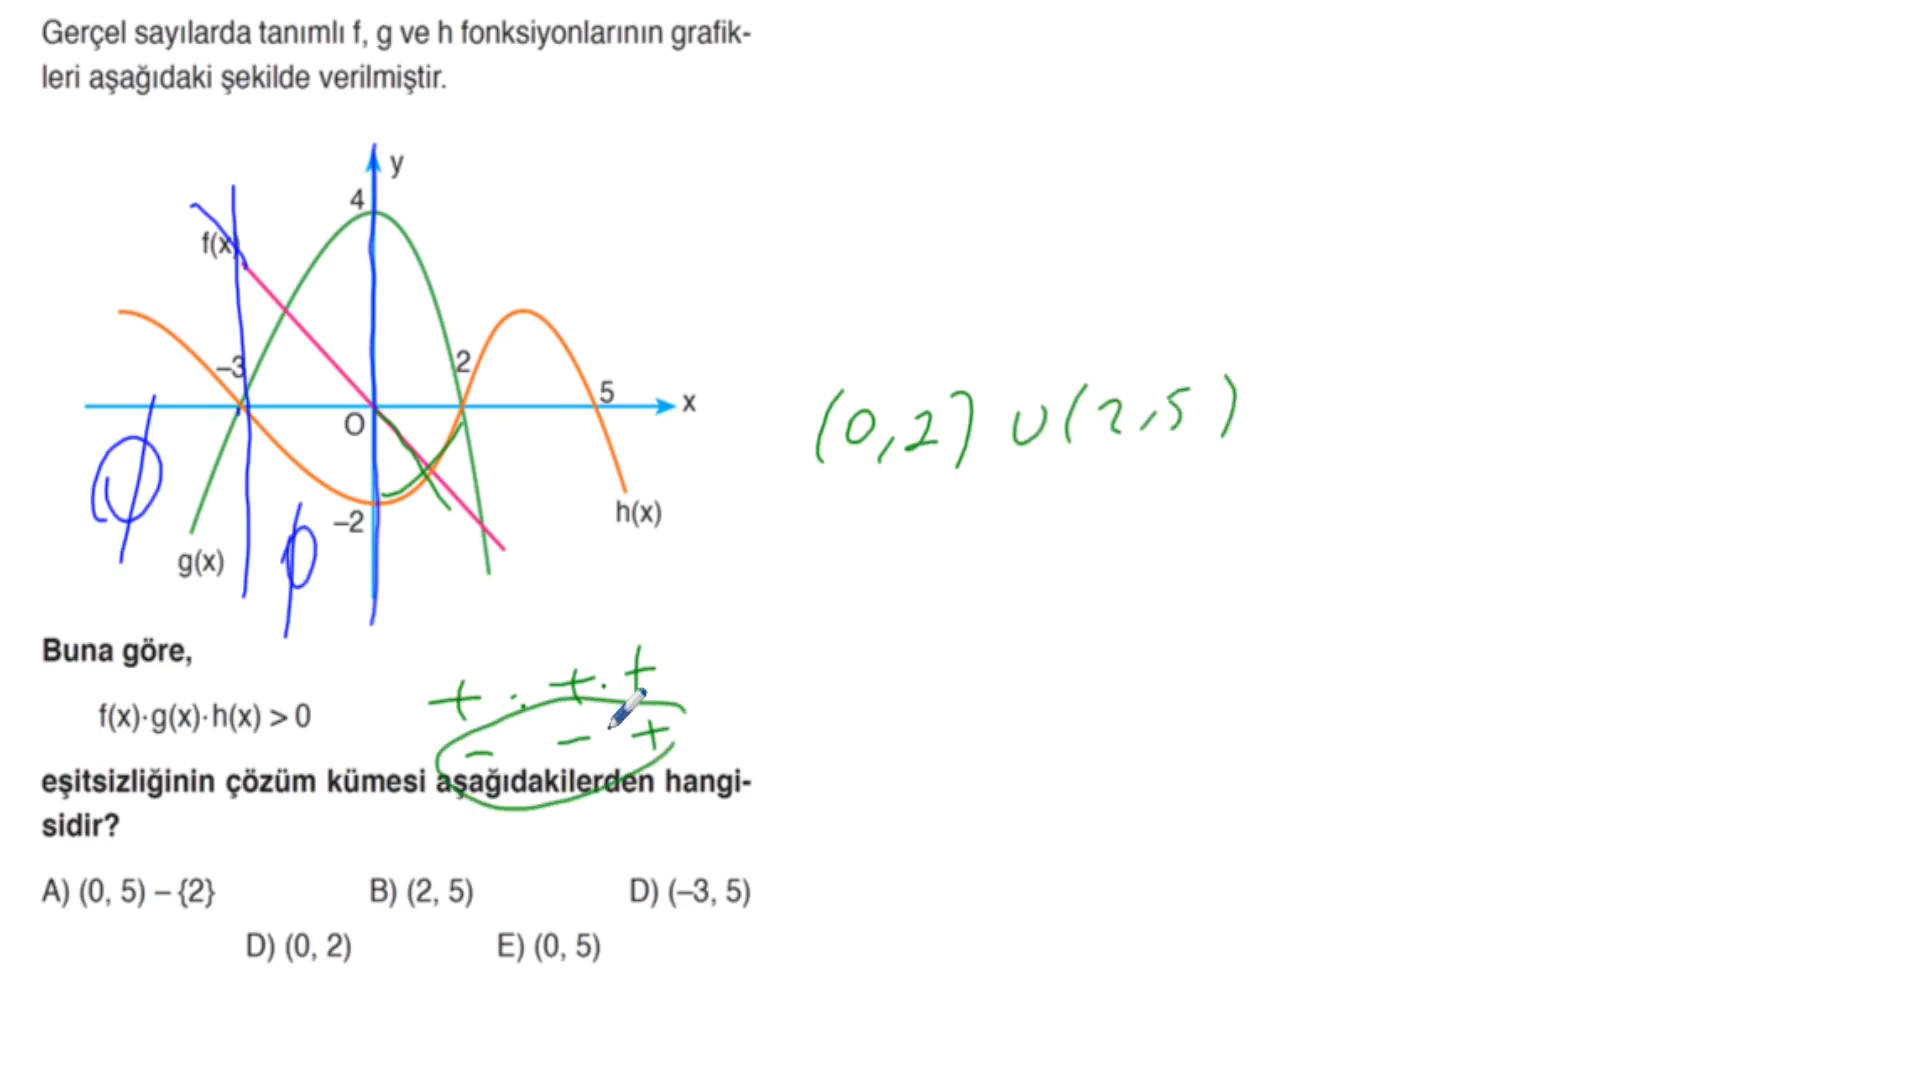 Gerçel sayılarda tanımlı f, g ve h fonksiyonlarının grafik-
leri aşağıdaki şekilde verilmiştir.
y
4
f(x)
–3
2
5
x
O
–2
h(x)
g(x)
(0,2) ∪ (2,5)
Buna göre,
+ . + . +
f(x)·g(x)·h(x) > 0
- - +
eşitsizliğinin çözüm kümesi aşağıdakilerden hangi-
sidir?
A) (0, 5) – {2} B) (2, 5) D) (–3, 5)
D) (0, 2) E) (0, 5)